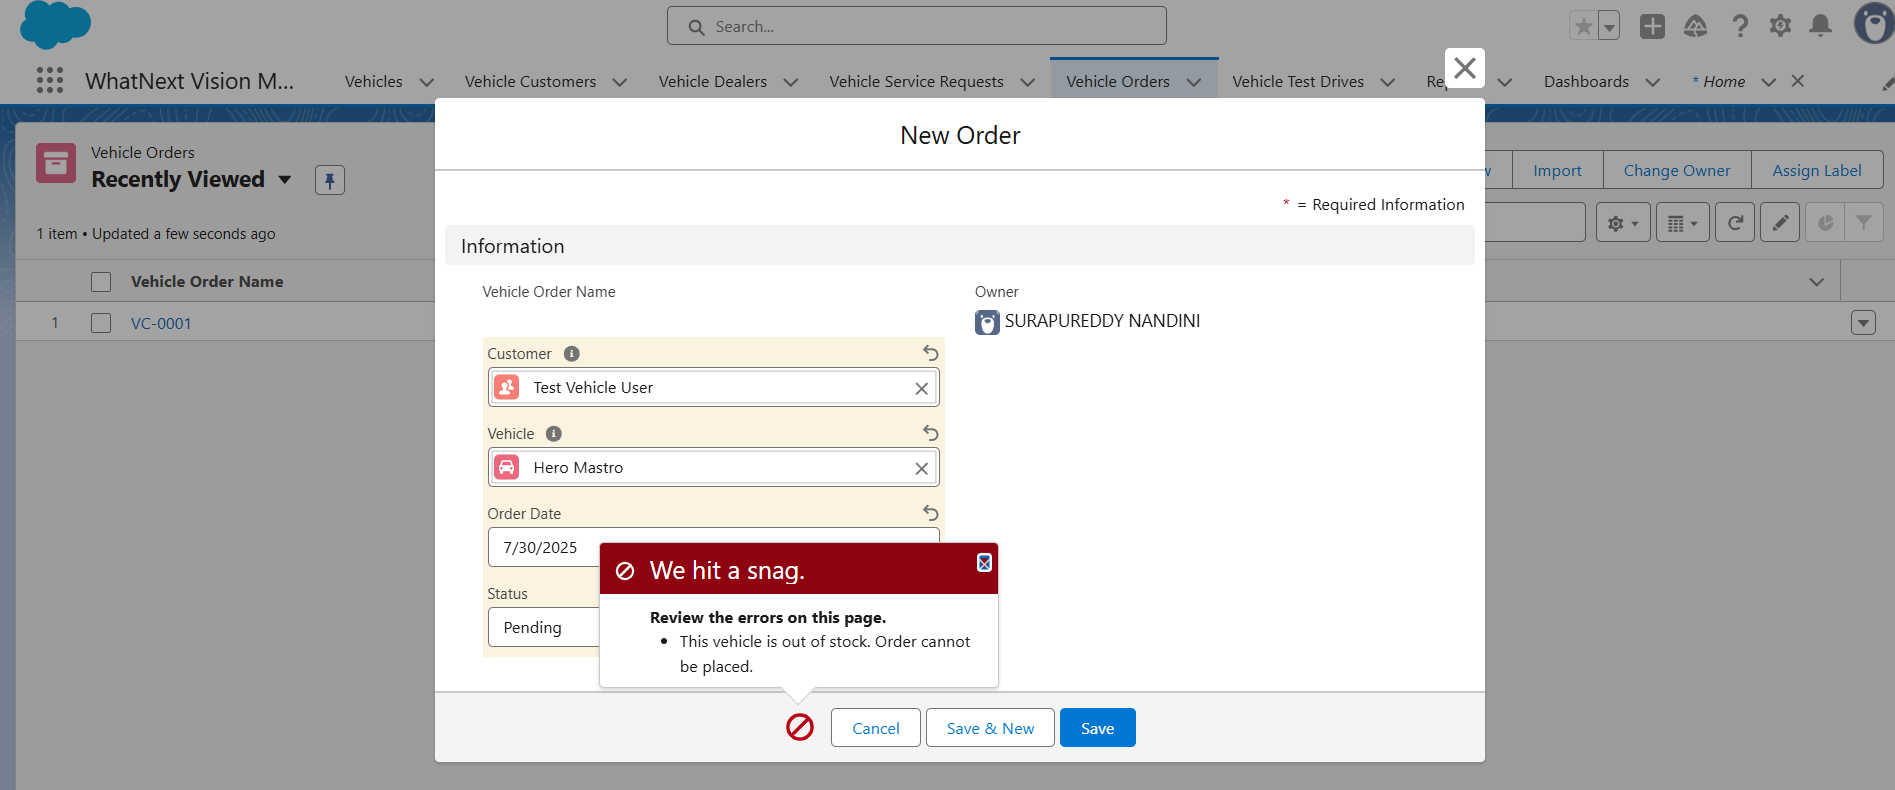 Search...
WhatNext Vision M...
Vehicles
Vehicle Customers
Vehicle Dealers
Vehicle Service Requests
Vehicle Orders
Vehicle Test Drives
Dashboards
* Home
Vehicle Orders
Recently Viewed
1 item • Updated a few seconds ago
Import
Change Owner
Assign Label
Vehicle Order Name
1
VC-0001
New Order
* = Required Information
Information
Vehicle Order Name
Owner
SURAPUREDDY NANDINI
Customer
Test Vehicle User
Vehicle
Hero Mastro
Order Date
7/30/2025
Status
Pending
We hit a snag.
Review the errors on this page.
• This vehicle is out of stock. Order cannot
be placed.
Cancel
Save & New
Save